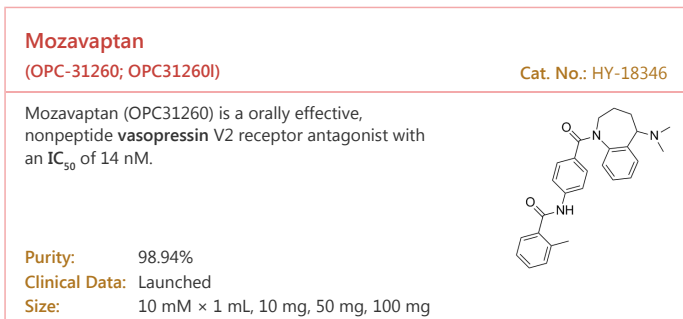 Mozavaptan
(OPC-31260; OPC31260l)
Cat. No.: HY-18346
Mozavaptan (OPC31260) is a orally effective,
nonpeptide vasopressin V2 receptor antagonist with
an IC50 of 14 nM.
O
N
N
O
NH
Purity: 98.94%
Clinical Data: Launched
Size: 10 mM × 1 mL, 10 mg, 50 mg, 100 mg